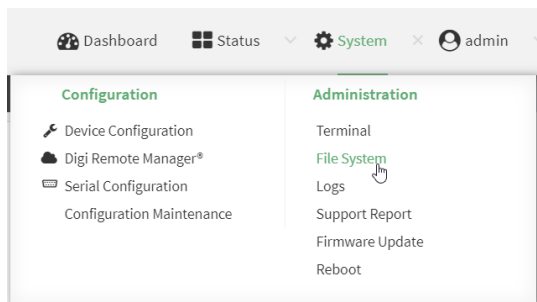 Dashboard Status System admin
Configuration
Device Configuration
Digi Remote Manager®
Serial Configuration
Configuration Maintenance
Administration
Terminal
File System
Logs
Support Report
Firmware Update
Reboot